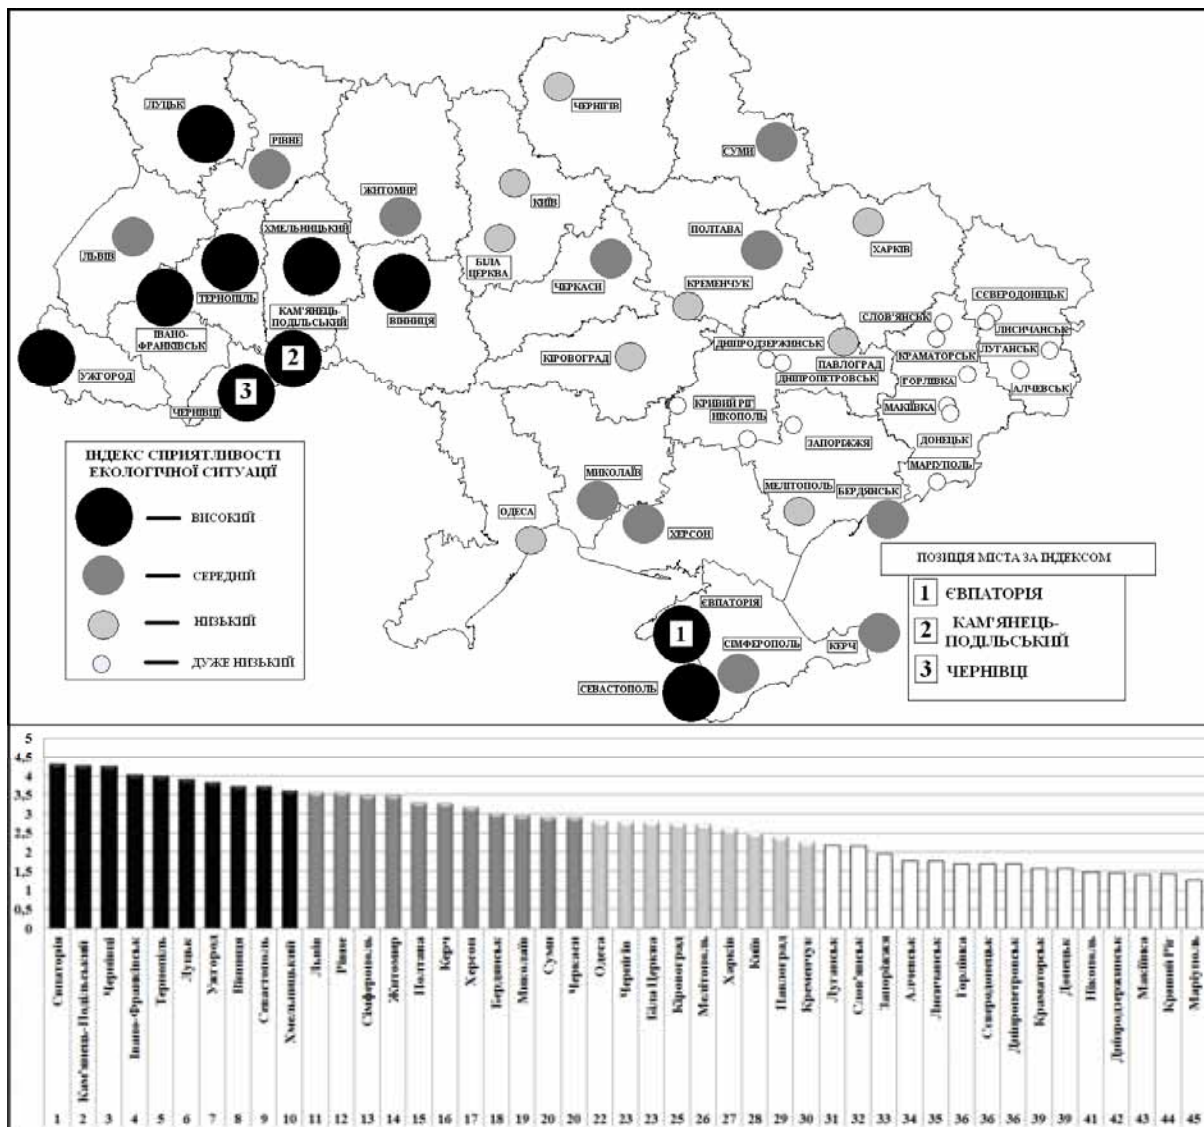 ЛУЦЬК
РІВНЕ
ЧЕРНІГІВ
СУМИ
ЖИТОМИР
КИЇВ
ХМЕЛЬНИЦЬКИЙ
ПОЛТАВА
ХАРКІВ
ЛЬВІВ
БІЛА
ЦЕРКВА
ЧЕРКАСИ
ТЕРНОПІЛЬ
КРЕМЕНЧУК
СЄВЕРОДОНЕЦЬК
КАМ'ЯНЕЦЬ-
ПОДІЛЬСЬКИЙ
ВІННИЦЯ
СЛОВ'ЯНСЬК
ЛИСИЧАНСЬК
ІВАНО-
ФРАНКІВСЬК
ДНІПРОДЗЕРЖИНСЬК
ЛУГАНСЬК
КІРОВОГРАД
ПАВЛОГРАД
КРАМАТОРСЬК
2
УЖГОРОД
ДНІПРОПЕТРОВСЬК
ГОРЛІВКА
АЛЧЕВСЬК
3
ЧЕРНІВЦІ
КРИВИЙ РІГ
НІКОПОЛЬ
МАКІЇВКА
ЗАПОРІЖЖЯ
ДОНЕЦЬК
МАРІУПОЛЬ
ІНДЕКС СПРИЯТЛИВОСТІ
ЕКОЛОГІЧНОЇ СИТУАЦІЇ
ВИСОКИЙ
СЕРЕДНІЙ
НИЗЬКИЙ
ДУЖЕ НИЗЬКИЙ
МИКОЛАЇВ
МЕЛІТОПОЛЬ
БЕРДЯНСЬК
ОДЕСА
ХЕРСОН
ПОЗИЦІЯ МІСТА ЗА ІНДЕКСОМ
1 ЄВПАТОРІЯ
2 КАМ'ЯНЕЦЬ-
ПОДІЛЬСЬКИЙ
3 ЧЕРНІВЦІ
ЄВПАТОРІЯ
1
СІМФЕРОПОЛЬ
КЕРЧ
СЕВАСТОПОЛЬ
5
4,5
4
3,5
3
2,5
2
1,5
1
0,5
0
Євпаторія
Кам'янець-Подільський
Чернівці
Івано-Франківськ
Тернопіль
Луцьк
Ужгород
Вінниця
Севастополь
Хмельницький
Львів
Рівне
Сімферополь
Житомир
Полтава
Керч
Херсон
Бердянськ
Миколаїв
Суми
Черкаси
Одеса
Чернігів
Біла Церква
Кіровоград
Мелітополь
Харків
Київ
Павлоград
Кременчук
Луганськ
Слов'янськ
Запоріжжя
Алчевськ
Лисичанськ
Горлівка
Сєвєродонецьк
Дніпропетровськ
Краматорськ
Донецьк
Нікополь
Дніпродзержинськ
Макіївка
Кривий Ріг
Маріуполь
1 2 3 4 5 6 7 8 9 10 11 12 13 14 15 16 17 18 19 20 20 22 23 23 25 26 27 28 29 30 31 32 33 34 35 36 36 36 39 39 41 42 43 44 45